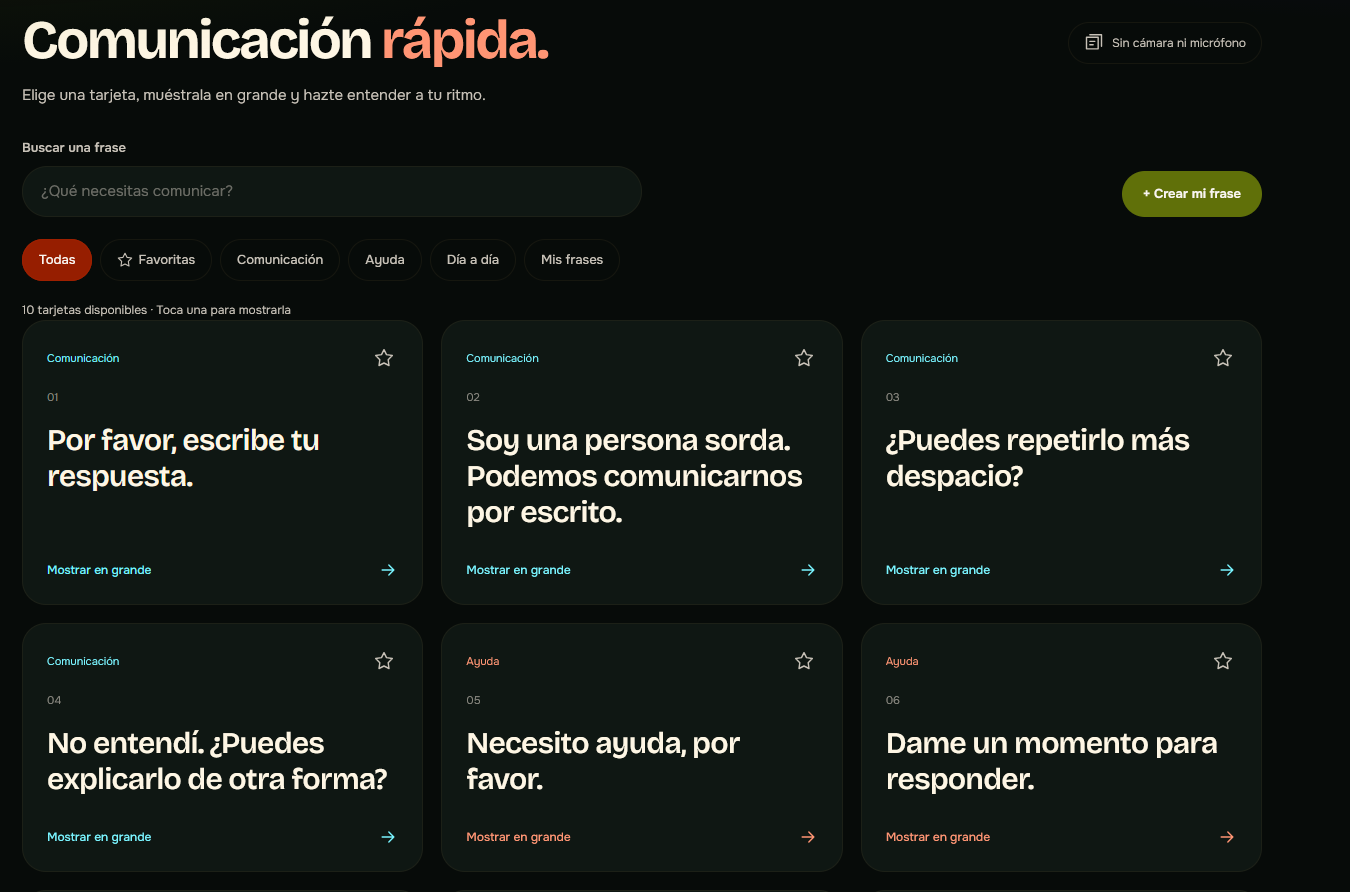 Comunicación rápida.
Sin cámara ni micrófono
Elige una tarjeta, muéstrala en grande y hazte entender a tu ritmo.
Buscar una frase
¿Qué necesitas comunicar?
+ Crear mi frase
Todas
Favoritas
Comunicación
Ayuda
Día a día
Mis frases
10 tarjetas disponibles · Toca una para mostrarla
Comunicación
01
Por favor, escribe tu
respuesta.
Mostrar en grande
Comunicación
02
Soy una persona sorda.
Podemos comunicarnos
por escrito.
Mostrar en grande
Comunicación
03
¿Puedes repetirlo más
despacio?
Mostrar en grande
Comunicación
04
No entendí. ¿Puedes
explicarlo de otra forma?
Mostrar en grande
Ayuda
05
Necesito ayuda, por
favor.
Mostrar en grande
Ayuda
06
Dame un momento para
responder.
Mostrar en grande